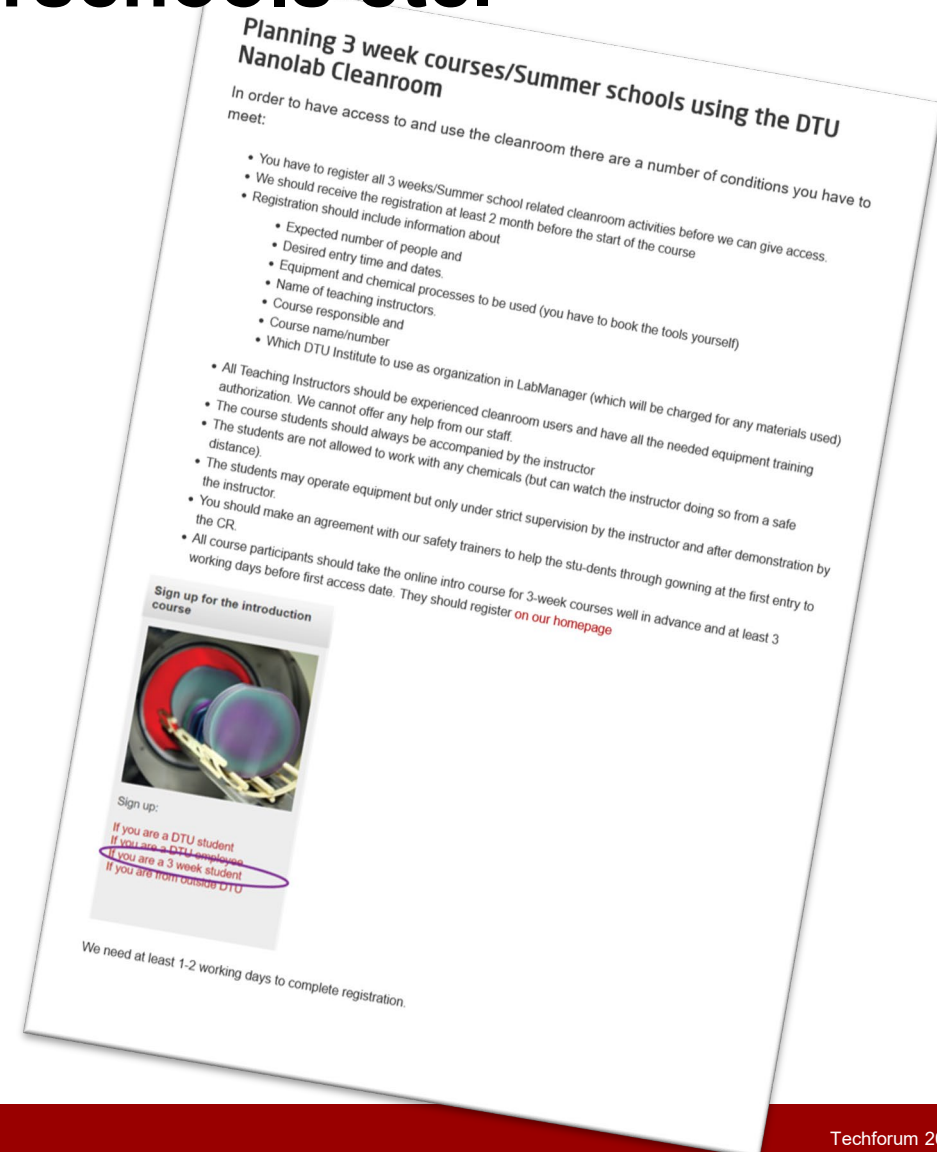 Planning 3 week courses/Summer schools using the DTU
Nanolab Cleanroom
In order to have access to and use the cleanroom there are a number of conditions you have to
meet:
• You have to register all 3 weeks/Summer school related cleanroom activities before we can give access.
• We should receive the registration at least 2 month before the start of the course
• Registration should include information about
• Expected number of people and
• Desired entry time and dates.
• Equipment and chemical processes to be used (you have to book the tools yourself)
• Name of teaching instructors.
• Course responsible and
• Course name/number
• Which DTU Institute to use as organization in LabManager (which will be charged for any materials used)
• All Teaching Instructors should be experienced cleanroom users and have all the needed equipment training
authorization. We cannot offer any help from our staff.
• The course students should always be accompanied by the instructor
• The students are not allowed to work with any chemicals (but can watch the instructor doing so from a safe
distance).
• The students may operate equipment but only under strict supervision by the instructor and after demonstration by
the instructor.
• You should make an agreement with our safety trainers to help the stu-dents through gowning at the first entry to
the CR.
• All course participants should take the online intro course for 3-week courses well in advance and at least 3
working days before first access date. They should register on our homepage
Sign up for the introduction
course
Sign up:
If you are a DTU student
If you are a DTU employee
If you are a 3 week student
If you are from outside DTU
We need at least 1-2 working days to complete registration.
Techforum